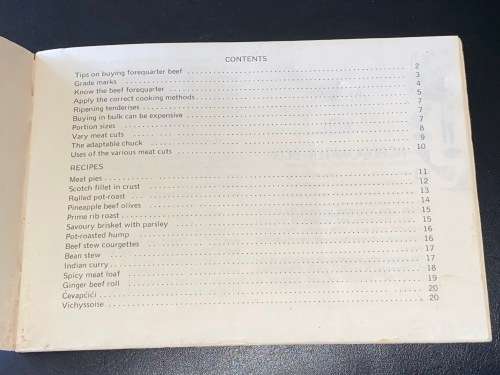 CONTENTS
Tips on buying forequarter beef 2
Grade marks 3
Know the beef forequarter 4
Apply the correct cooking methods 5
Ripening tenderises 7
Buying in bulk can be expensive 7
Portion sizes 7
Vary meat cuts 8
The adaptable chuck 9
Uses of the various meat cuts 10
RECIPES
Meat pies 11
Scotch fillet in crust 12
Rolled pot-roast 13
Pineapple beef olives 14
Prime rib roast 15
Savoury brisket with parsley 15
Pot-roasted hump 16
Beef stew courgettes 16
Bean stew 17
Indian curry 17
Spicy meat loaf 18
Ginger beef roll 19
Čevapčiči 20
Vichyssoise 20